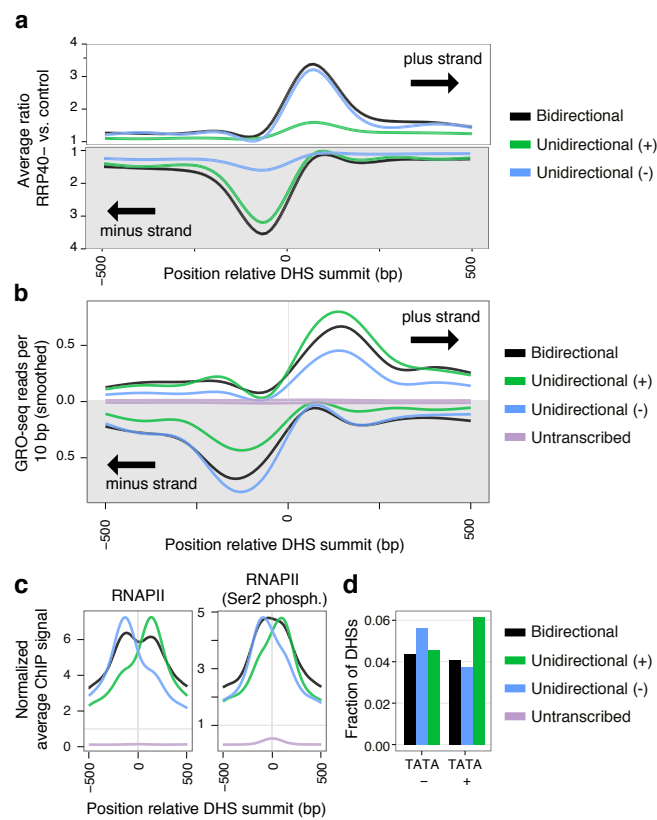 a
Average ratio
RRP40− vs. control
4
3
2
1
plus strand
1
2
3
4
minus strand
−500
0
500
Position relative DHS summit (bp)
Bidirectional
Unidirectional (+)
Unidirectional (-)
b
GRO-seq reads per
10 bp (smoothed)
0.5
0.0
0.5
plus strand
minus strand
−500
0
500
Position relative DHS summit (bp)
Bidirectional
Unidirectional (+)
Unidirectional (-)
Untranscribed
c
RNAPII
RNAPII
(Ser2 phosph.)
Normalized
average ChIP signal
6
4
2
0
5
4
3
1
−500
0
500
−500
0
500
Position relative DHS summit (bp)
d
Fraction of DHSs
0.06
0.04
0.02
0.00
TATA
−
TATA
+
Bidirectional
Unidirectional (+)
Unidirectional (-)
Untranscribed